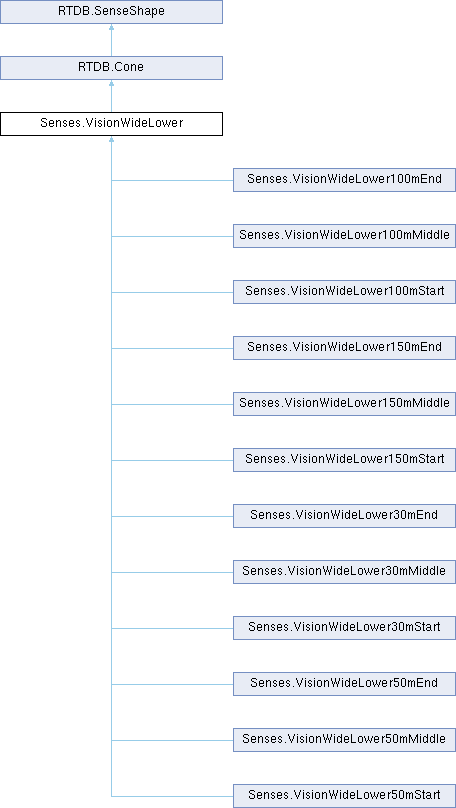 RTDB.SenseShape
RTDB.Cone
Senses.VisionWideLower
Senses.VisionWideLower100mEnd
Senses.VisionWideLower100mMiddle
Senses.VisionWideLower100mStart
Senses.VisionWideLower150mEnd
Senses.VisionWideLower150mMiddle
Senses.VisionWideLower150mStart
Senses.VisionWideLower30mEnd
Senses.VisionWideLower30mMiddle
Senses.VisionWideLower30mStart
Senses.VisionWideLower50mEnd
Senses.VisionWideLower50mMiddle
Senses.VisionWideLower50mStart